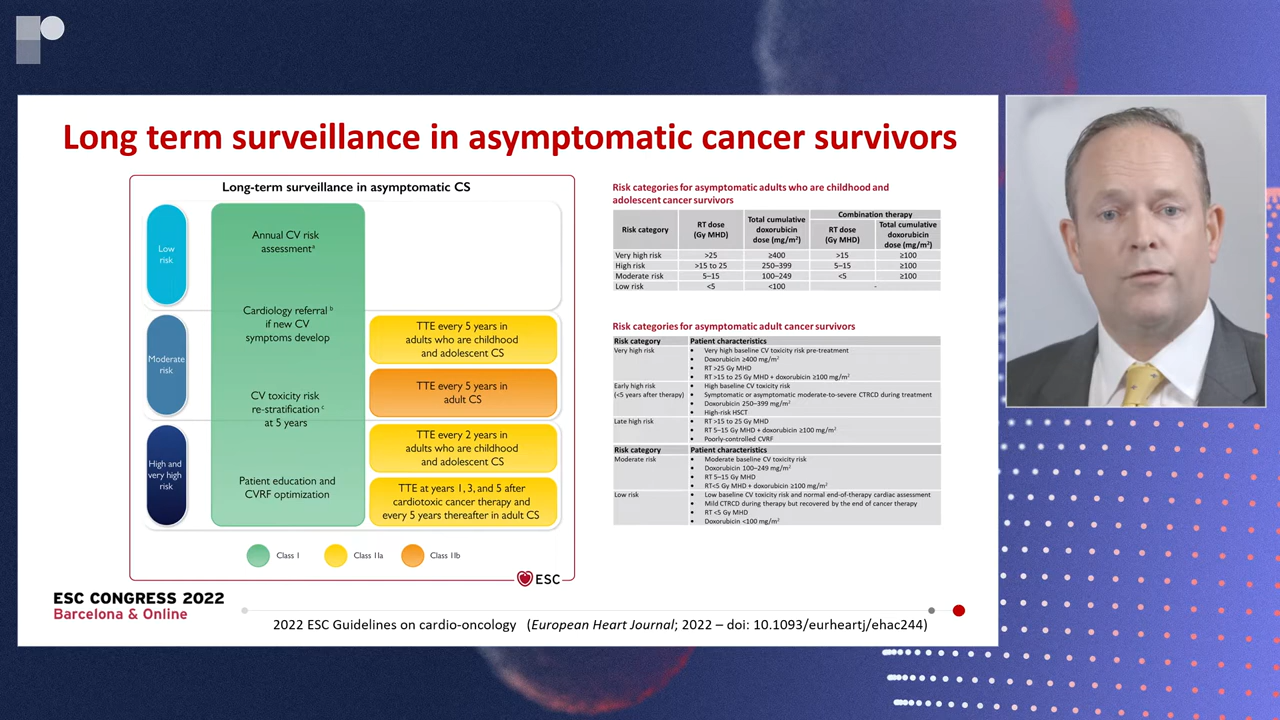 Long term surveillance in asymptomatic cancer survivors
Long-term surveillance in asymptomatic CS
Low
risk
Moderate
risk
High and
very high
risk
Annual CV risk
assessmentᵃ
Cardiology referral ᵇ
if new CV
symptoms develop
CV toxicity risk
re-stratification ᶜ
at 5 years
Patient education and
CVRF optimization
TTE every 5 years in
adults who are childhood
and adolescent CS
TTE every 5 years in
adult CS
TTE every 2 years in
adults who are childhood
and adolescent CS
TTE at years 1, 3, and 5 after
cardiotoxic cancer therapy and
every 5 years thereafter in adult CS
Class I
Class IIa
Class IIb
ESC
Risk categories for asymptomatic adults who are childhood and
adolescent cancer survivors
Combination therapy
Risk category RT dose (Gy MHD) Total cumulative doxorubicin dose (mg/m²) RT dose (Gy MHD) Total cumulative doxorubicin dose (mg/m²)
Very high risk >25 ≥400 >15 ≥100
High risk >15 to 25 250–399 5–15 ≥100
Moderate risk 5–15 100–249 <5 ≥100
Low risk <5 <100 -
Risk categories for asymptomatic adult cancer survivors
Risk category Patient characteristics
Very high risk • Very high baseline CV toxicity risk pre-treatment
• Doxorubicin ≥400 mg/m²
• RT >25 Gy MHD
• RT >15 to 25 Gy MHD + doxorubicin ≥100 mg/m²
Early high risk • High baseline CV toxicity risk
(<5 years after therapy) • Symptomatic or asymptomatic moderate-to-severe CTRCD during treatment
• Doxorubicin 250–399 mg/m²
• High-risk HSCT
Late high risk • RT >15 to 25 Gy MHD
• RT 5–15 Gy MHD + doxorubicin ≥100 mg/m²
• Poorly-controlled CVRF
Risk category Patient characteristics
Moderate risk • Moderate baseline CV toxicity risk
• Doxorubicin 100–249 mg/m²
• RT 5–15 Gy MHD
• RT<5 Gy MHD + doxorubicin ≥100 mg/m²
Low risk • Low baseline CV toxicity risk and normal end-of-therapy cardiac assessment
• Mild CTRCD during therapy but recovered by the end of cancer therapy
• RT <5 Gy MHD
• Doxorubicin <100 mg/m²
ESC CONGRESS 2022
Barcelona & Online
2022 ESC Guidelines on cardio-oncology (European Heart Journal; 2022 – doi: 10.1093/eurheartj/ehac244)